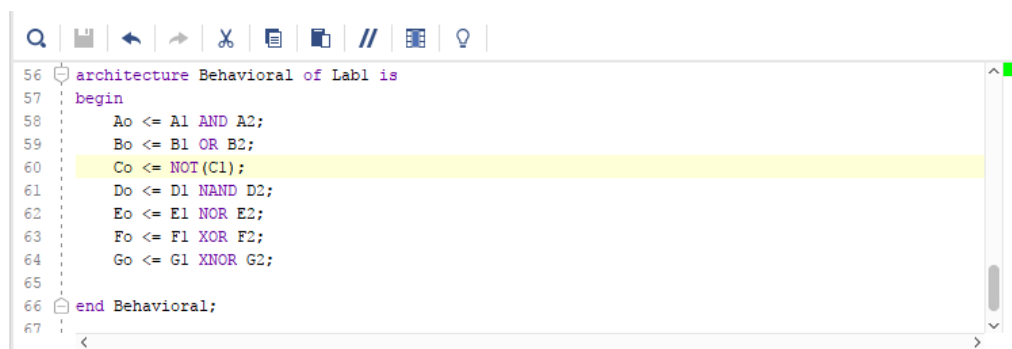 56 architecture Behavioral of Lab1 is
57 begin
58 Ao <= A1 AND A2;
59 Bo <= B1 OR B2;
60 Co <= NOT(C1);
61 Do <= D1 NAND D2;
62 Eo <= E1 NOR E2;
63 Fo <= F1 XOR F2;
64 Go <= G1 XNOR G2;
65
66 end Behavioral;
67